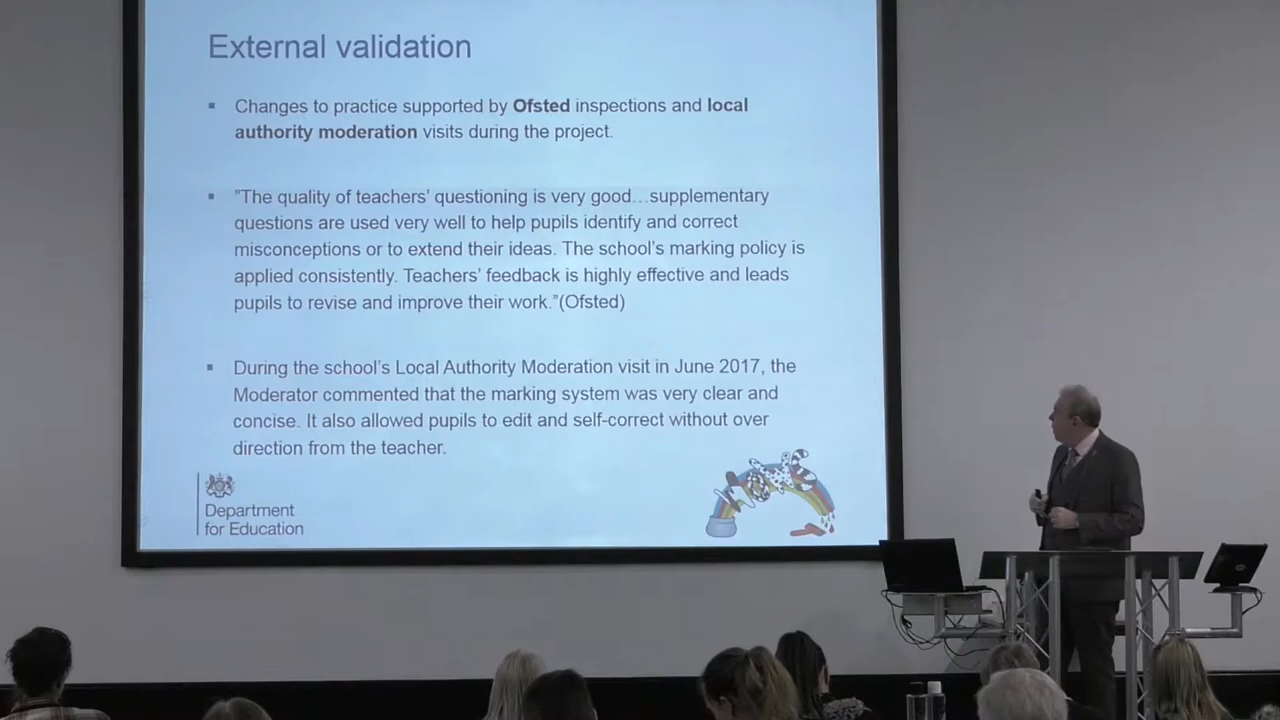 External validation
▪ Changes to practice supported by Ofsted inspections and local
authority moderation visits during the project.
▪ "The quality of teachers' questioning is very good…supplementary
questions are used very well to help pupils identify and correct
misconceptions or to extend their ideas. The school's marking policy is
applied consistently. Teachers' feedback is highly effective and leads
pupils to revise and improve their work."(Ofsted)
▪ During the school's Local Authority Moderation visit in June 2017, the
Moderator commented that the marking system was very clear and
concise. It also allowed pupils to edit and self-correct without over
direction from the teacher.
Department
for Education